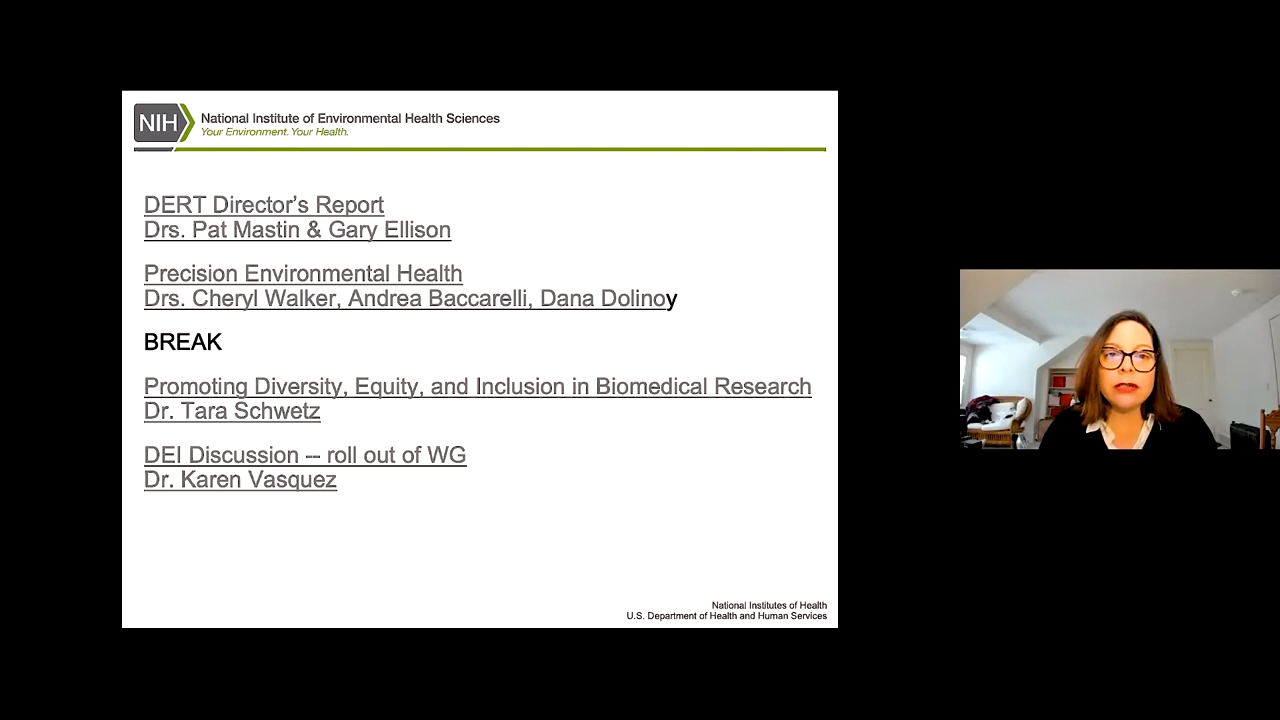 NIH
National Institute of Environmental Health Sciences
Your Environment. Your Health.
DERT Director's Report
Drs. Pat Mastin & Gary Ellison
Precision Environmental Health
Drs. Cheryl Walker, Andrea Baccarelli, Dana Dolinoy
BREAK
Promoting Diversity, Equity, and Inclusion in Biomedical Research
Dr. Tara Schwetz
DEI Discussion -- roll out of WG
Dr. Karen Vasquez
National Institutes of Health
U.S. Department of Health and Human Services